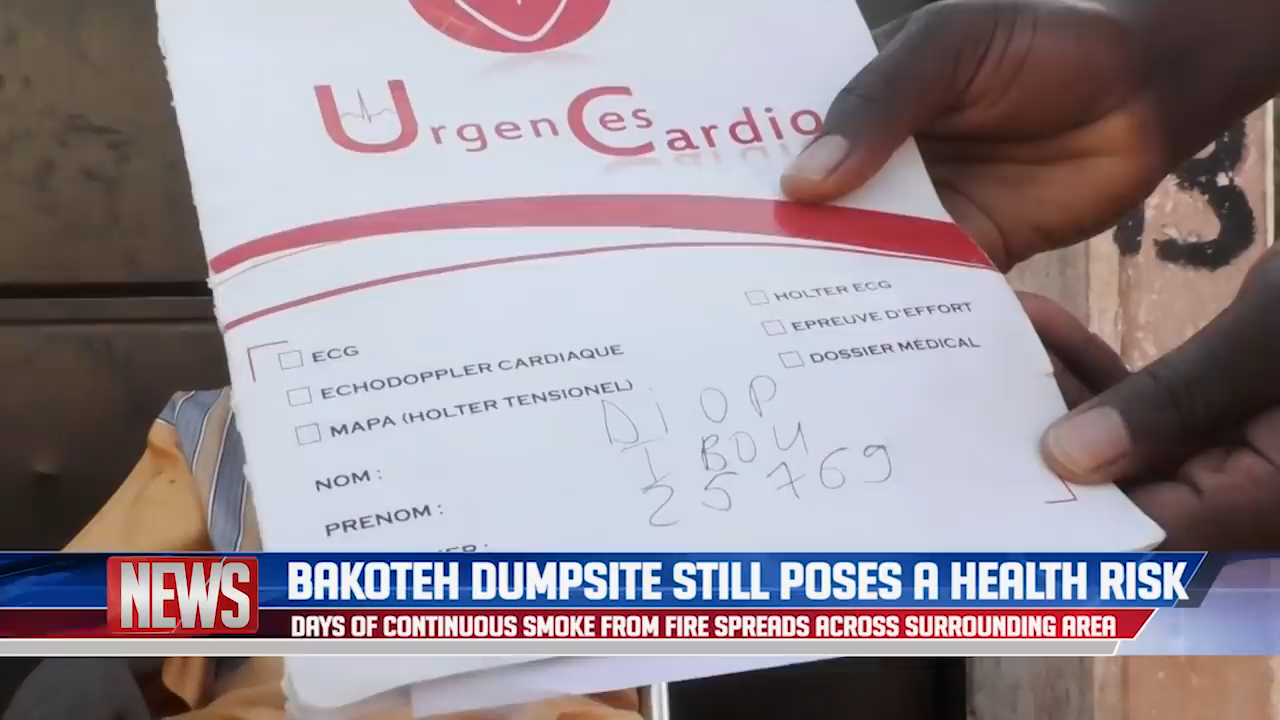 Urgences Cardio
ECG
ECHODOPPLER CARDIAQUE
MAPA (HOLTER TENSIONEL)
HOLTER ECG
EPREUVE D'EFFORT
DOSSIER MÉDICAL
NOM : DIOP
PRENOM : IBOU
25769
NEWS
BAKOTEH DUMPSITE STILL POSES A HEALTH RISK
DAYS OF CONTINUOUS SMOKE FROM FIRE SPREADS ACROSS SURROUNDING AREA